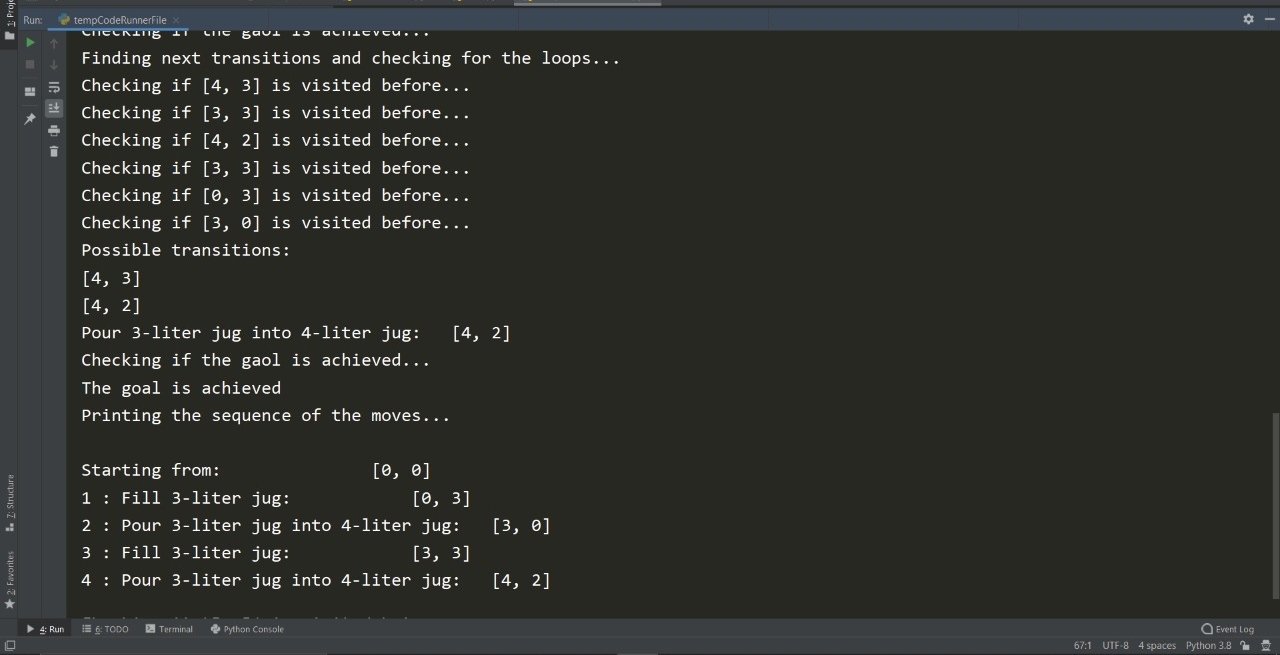 1: Proje
Run: tempCodeRunnerFile
Checking if the gaol is achieved...
Finding next transitions and checking for the loops...
Checking if [4, 3] is visited before...
Checking if [3, 3] is visited before...
Checking if [4, 2] is visited before...
Checking if [3, 3] is visited before...
Checking if [0, 3] is visited before...
Checking if [3, 0] is visited before...
Possible transitions:
[4, 3]
[4, 2]
Pour 3-liter jug into 4-liter jug: [4, 2]
Checking if the gaol is achieved...
The goal is achieved
Printing the sequence of the moves...
Starting from: [0, 0]
1 : Fill 3-liter jug: [0, 3]
2 : Pour 3-liter jug into 4-liter jug: [3, 0]
3 : Fill 3-liter jug: [3, 3]
4 : Pour 3-liter jug into 4-liter jug: [4, 2]
7: Structure
2: Favorites
4: Run 6: TODO Terminal Python Console Event Log
67:1 UTF-8 4 spaces Python 3.8